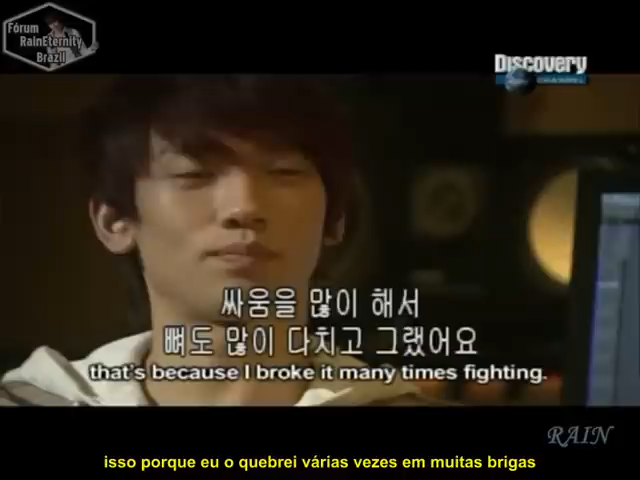 Fórum
RainEternity
Brazil
Discovery
CHANNEL
싸움을 많이 해서
뼈도 많이 다치고 그랬어요
that's because I broke it many times fighting.
RAIN
isso porque eu o quebrei várias vezes em muitas brigas